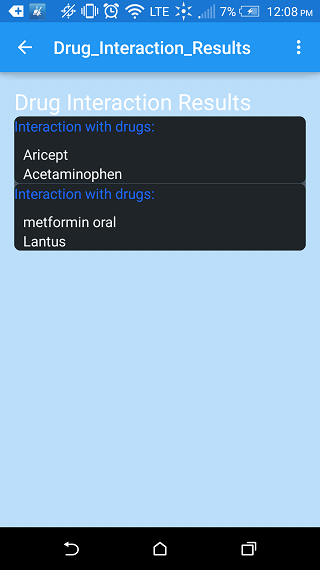 LTE 7% 12:08 PM
Drug_Interaction_Results
Drug Interaction Results
Interaction with drugs:
Aricept
Acetaminophen
Interaction with drugs:
metformin oral
Lantus